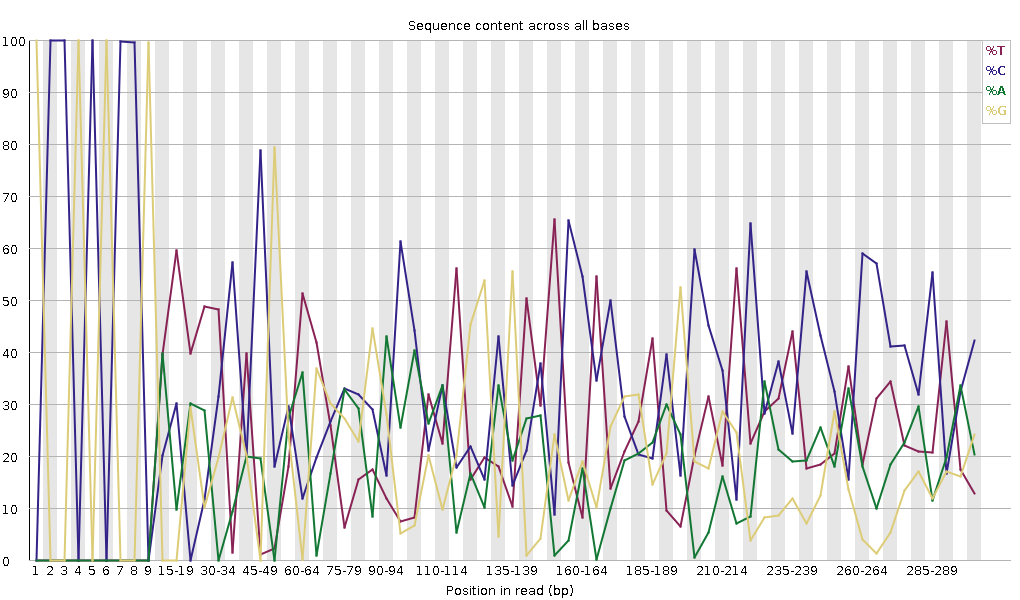 Sequence content across all bases
100
90
80
70
60
50
40
30
20
10
0
%T
%C
%A
%G
1 2 3 4 5 6 7 8 9 15-19 30-34 45-49 60-64 75-79 90-94 110-114 135-139 160-164 185-189 210-214 235-239 260-264 285-289
Position in read (bp)